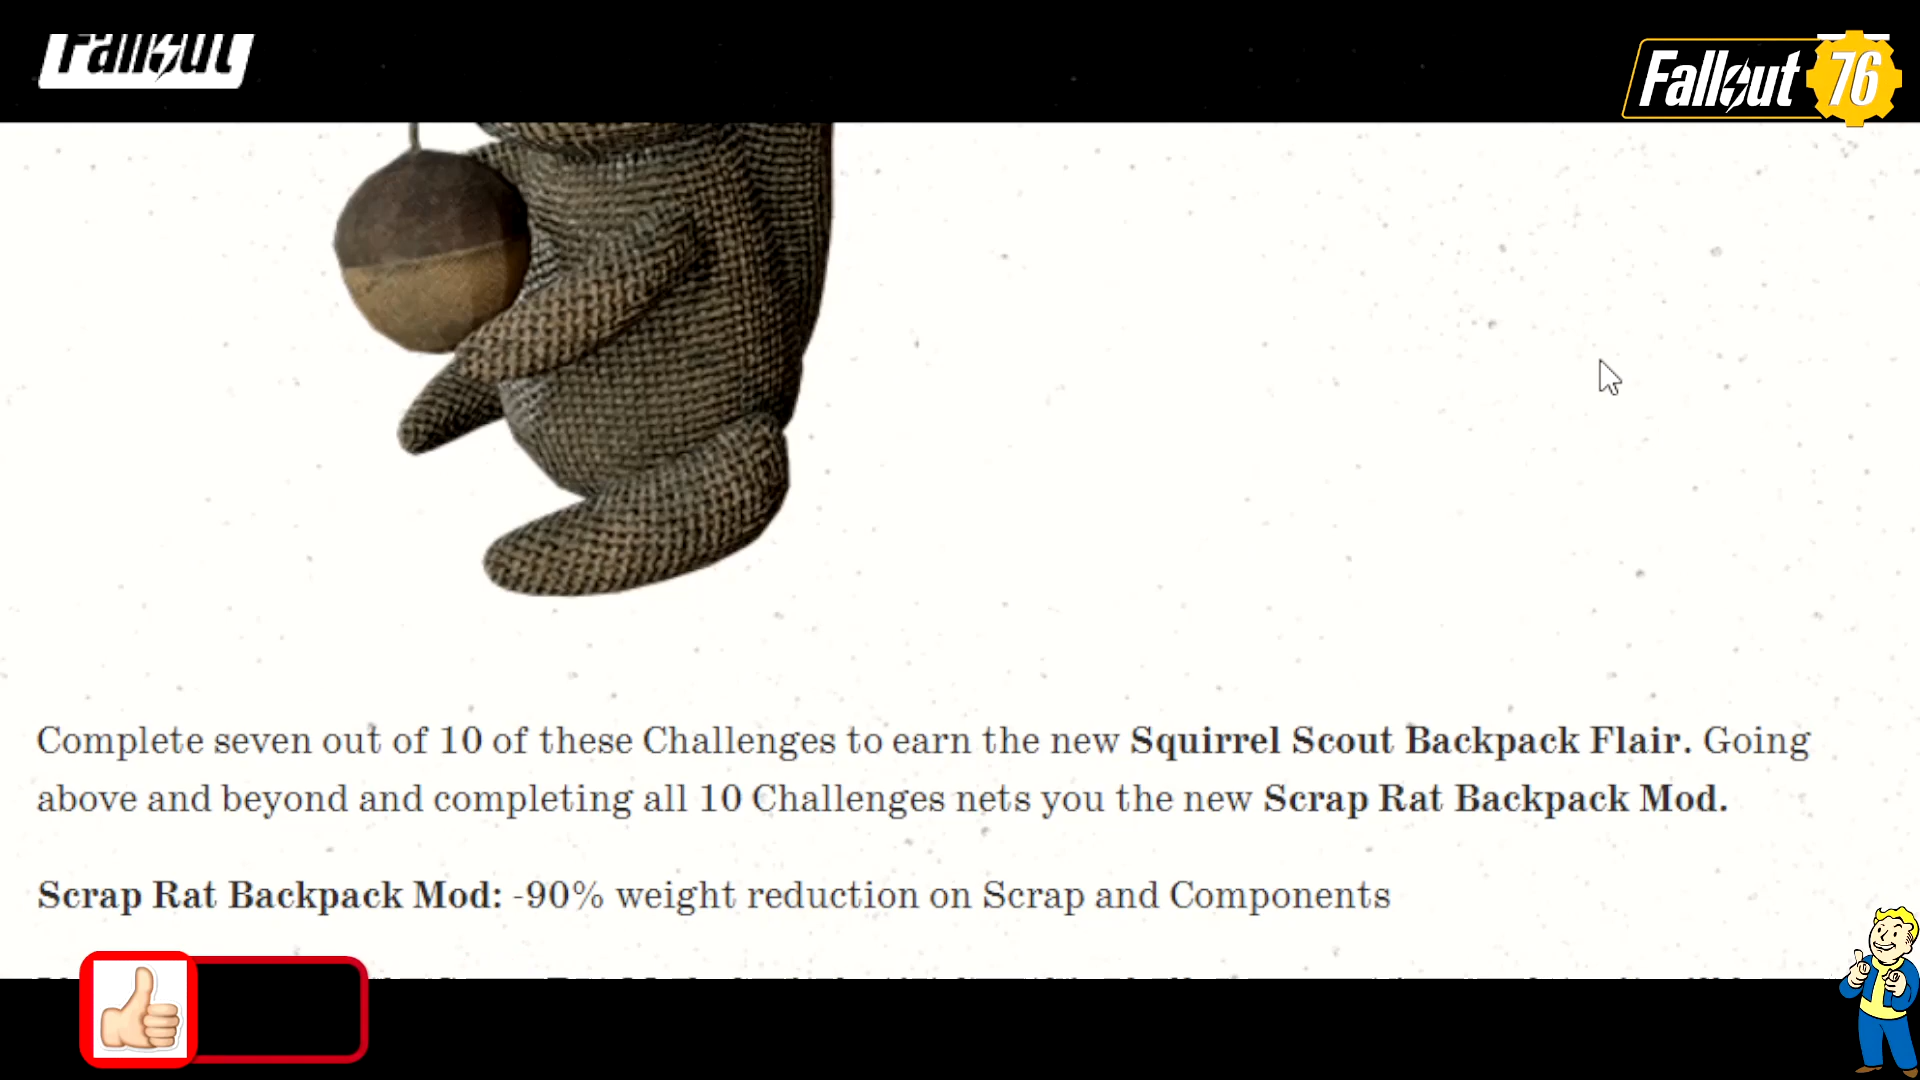 Fallout
Fallout 76
Complete seven out of 10 of these Challenges to earn the new Squirrel Scout Backpack Flair. Going
above and beyond and completing all 10 Challenges nets you the new Scrap Rat Backpack Mod.
Scrap Rat Backpack Mod: -90% weight reduction on Scrap and Components